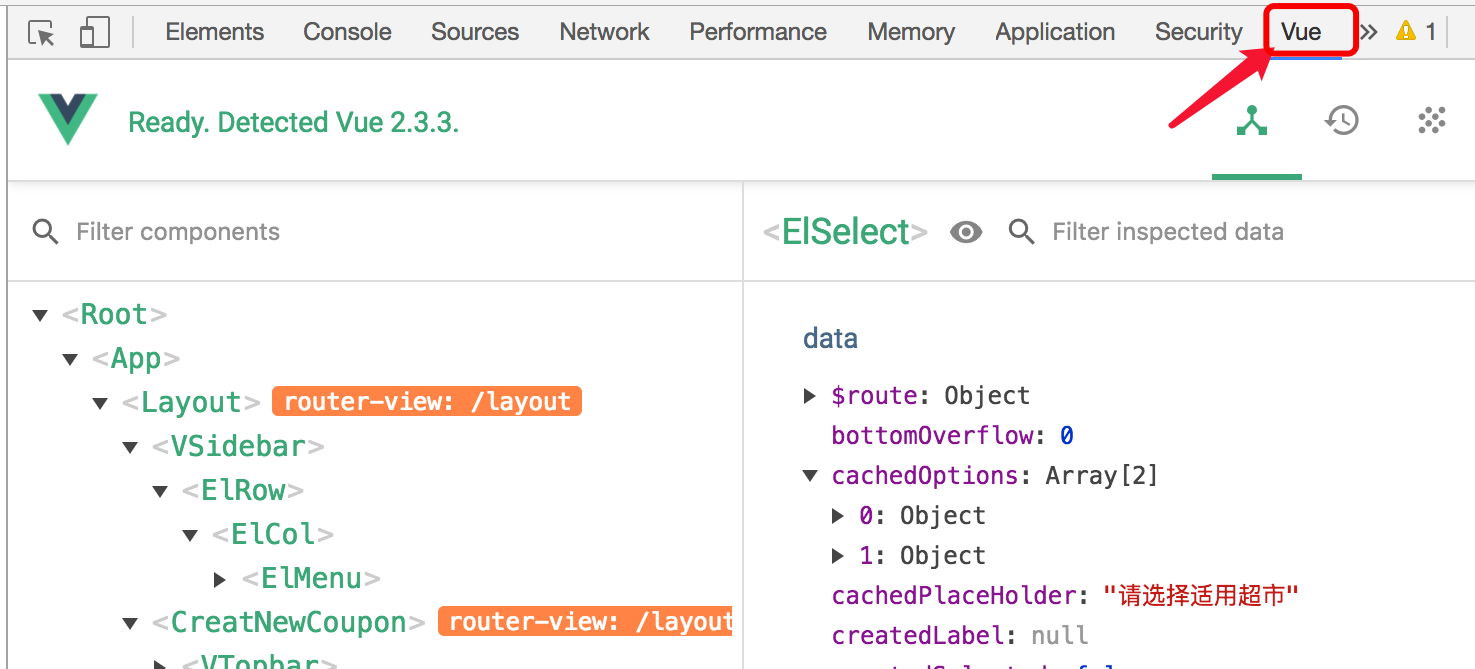 Elements Console Sources Network Performance Memory Application Security Vue » 1
Ready. Detected Vue 2.3.3.
Filter components
<ElSelect> Filter inspected data
<Root>
<App>
<Layout> router-view: /layout
<VSidebar>
<ElRow>
<ElCol>
<ElMenu>
<CreatNewCoupon> router-view: /layout
<VTopbar>
data
$route: Object
bottomOverflow: 0
cachedOptions: Array[2]
0: Object
1: Object
cachedPlaceHolder: "请选择适用超市"
createdLabel: null